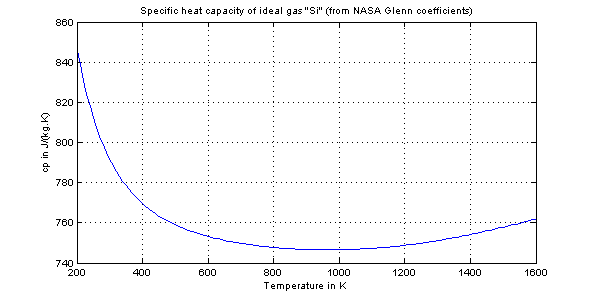 Specific heat capacity of ideal gas "Si" (from NASA Glenn coefficients)
860
840
820
800
780
760
740
cp in J/(kg.K)
200 400 600 800 1000 1200 1400 1600
Temperature in K